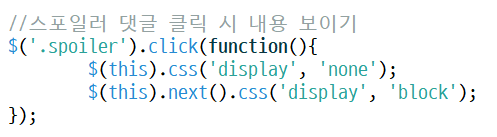 //스포일러 댓글 클릭 시 내용 보이기
$('.spoiler').click(function(){
        $(this).css('display', 'none');
        $(this).next().css('display', 'block');
});